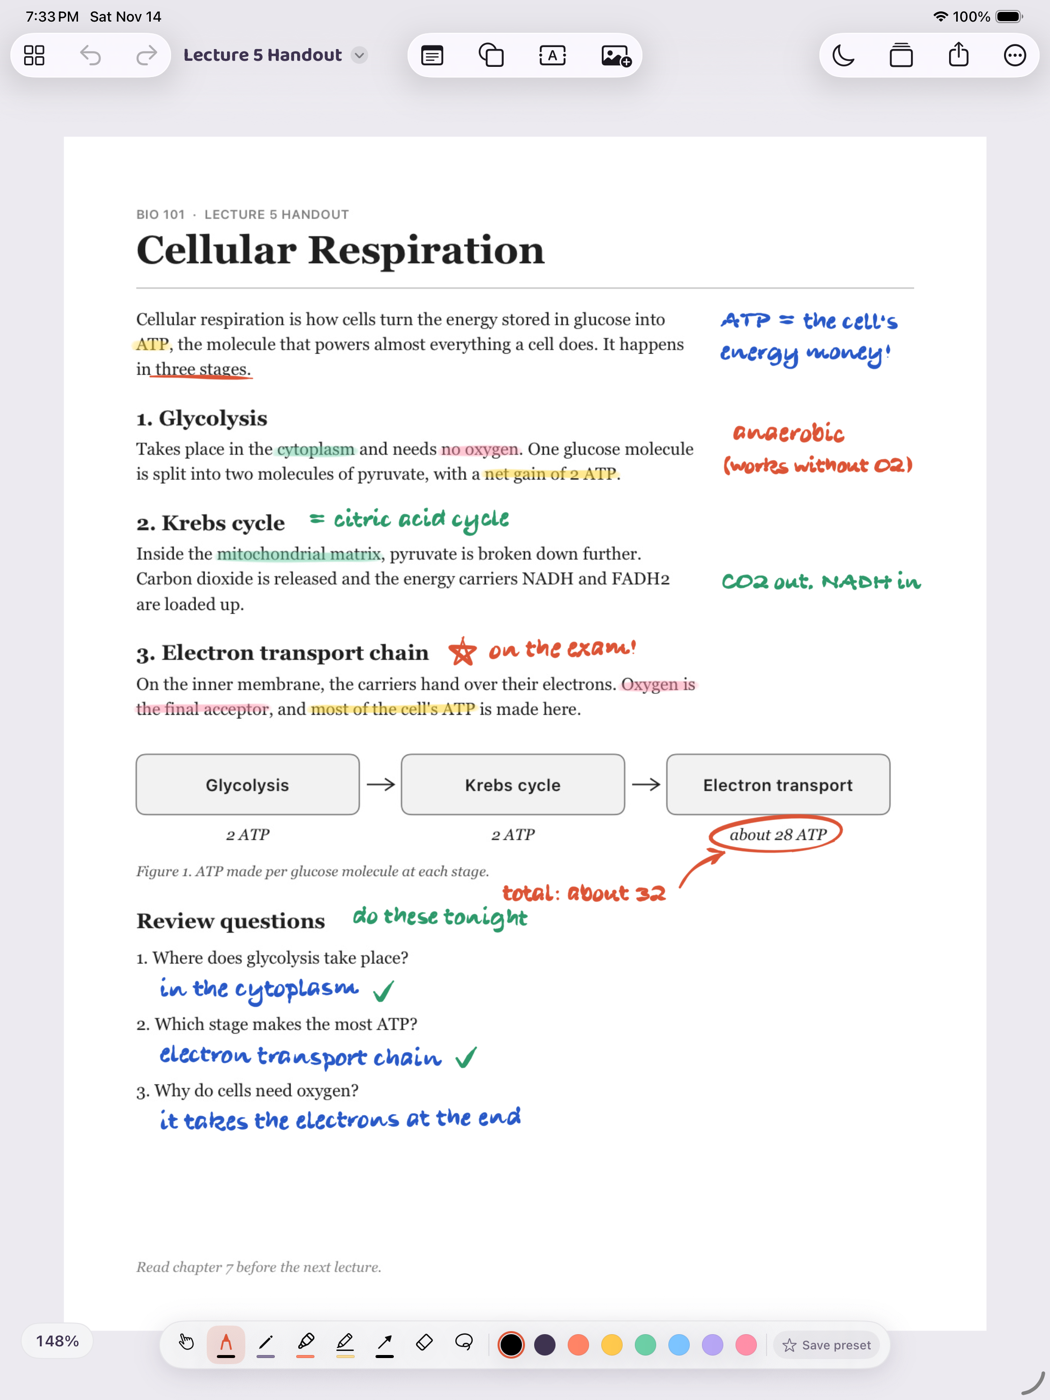 7:33 PM Sat Nov 14
100%
Lecture 5 Handout
A
BIO 101 · LECTURE 5 HANDOUT
Cellular Respiration
Cellular respiration is how cells turn the energy stored in glucose into
ATP, the molecule that powers almost everything a cell does. It happens
in three stages.
ATP = the cell's
energy money!
1. Glycolysis
Takes place in the cytoplasm and needs no oxygen. One glucose molecule
is split into two molecules of pyruvate, with a net gain of 2 ATP.
anaerobic
(works without O2)
2. Krebs cycle = citric acid cycle
Inside the mitochondrial matrix, pyruvate is broken down further.
Carbon dioxide is released and the energy carriers NADH and FADH2
are loaded up.
CO2 out. NADH in
3. Electron transport chain on the exam!
On the inner membrane, the carriers hand over their electrons. Oxygen is
the final acceptor, and most of the cell's ATP is made here.
Glycolysis → Krebs cycle → Electron transport
2 ATP 2 ATP about 28 ATP
Figure 1. ATP made per glucose molecule at each stage.
total: about 32
Review questions do these tonight
1. Where does glycolysis take place?
in the cytoplasm ✓
2. Which stage makes the most ATP?
electron transport chain ✓
3. Why do cells need oxygen?
it takes the electrons at the end
Read chapter 7 before the next lecture.
148%
Save preset